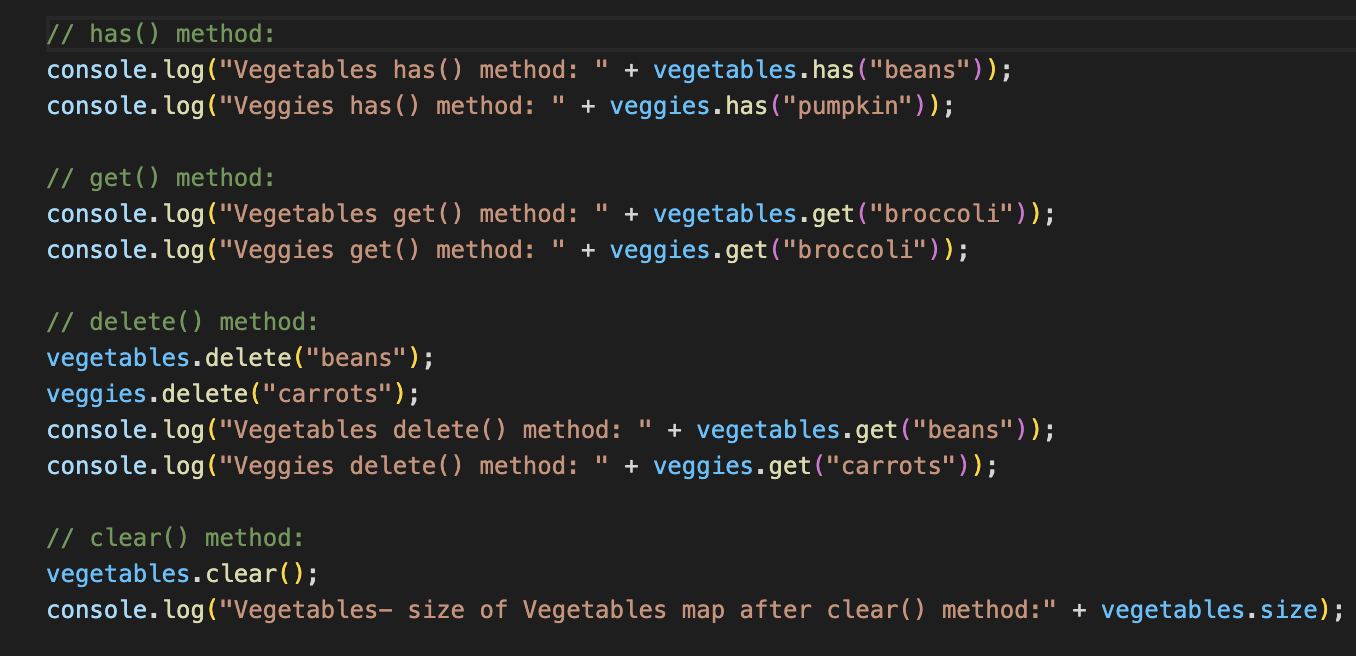 // has() method:
console.log("Vegetables has() method: " + vegetables.has("beans"));
console.log("Veggies has() method: " + veggies.has("pumpkin"));
// get() method:
console.log("Vegetables get() method: " + vegetables.get("broccoli"));
console.log("Veggies get() method: " + veggies.get("broccoli"));
// delete() method:
vegetables.delete("beans");
veggies.delete("carrots");
console.log("Vegetables delete() method: " + vegetables.get("beans"));
console.log("Veggies delete() method: " + veggies.get("carrots"));
// clear() method:
vegetables.clear();
console.log("Vegetables- size of Vegetables map after clear() method:" + vegetables.size);